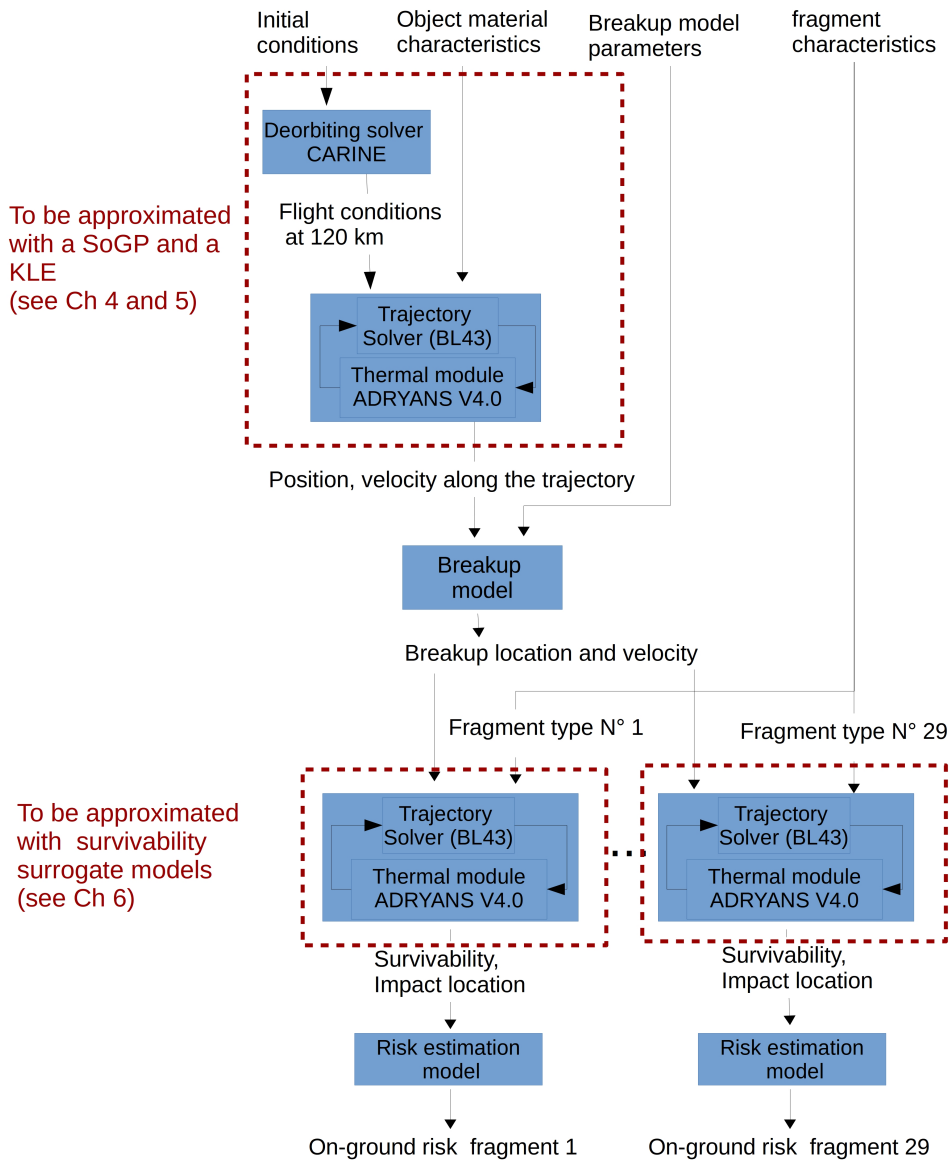 Initial
conditions
Object material
characteristics
Breakup model
parameters
fragment
characteristics
Deorbiting solver
CARINE
Flight conditions
at 120 km
To be approximated
with a SoGP and a
KLE
(see Ch 4 and 5)
Trajectory
Solver (BL43)
Thermal module
ADRYANS V4.0
Position, velocity along the trajectory
Breakup
model
Breakup location and velocity
Fragment type N° 1
Fragment type N° 29
To be approximated
with survivability
surrogate models
(see Ch 6)
Trajectory
Solver (BL43)
Thermal module
ADRYANS V4.0
...
Trajectory
Solver (BL43)
Thermal module
ADRYANS V4.0
Survivability,
Impact location
Survivability,
Impact location
Risk estimation
model
Risk estimation
model
On-ground risk fragment 1
On-ground risk fragment 29